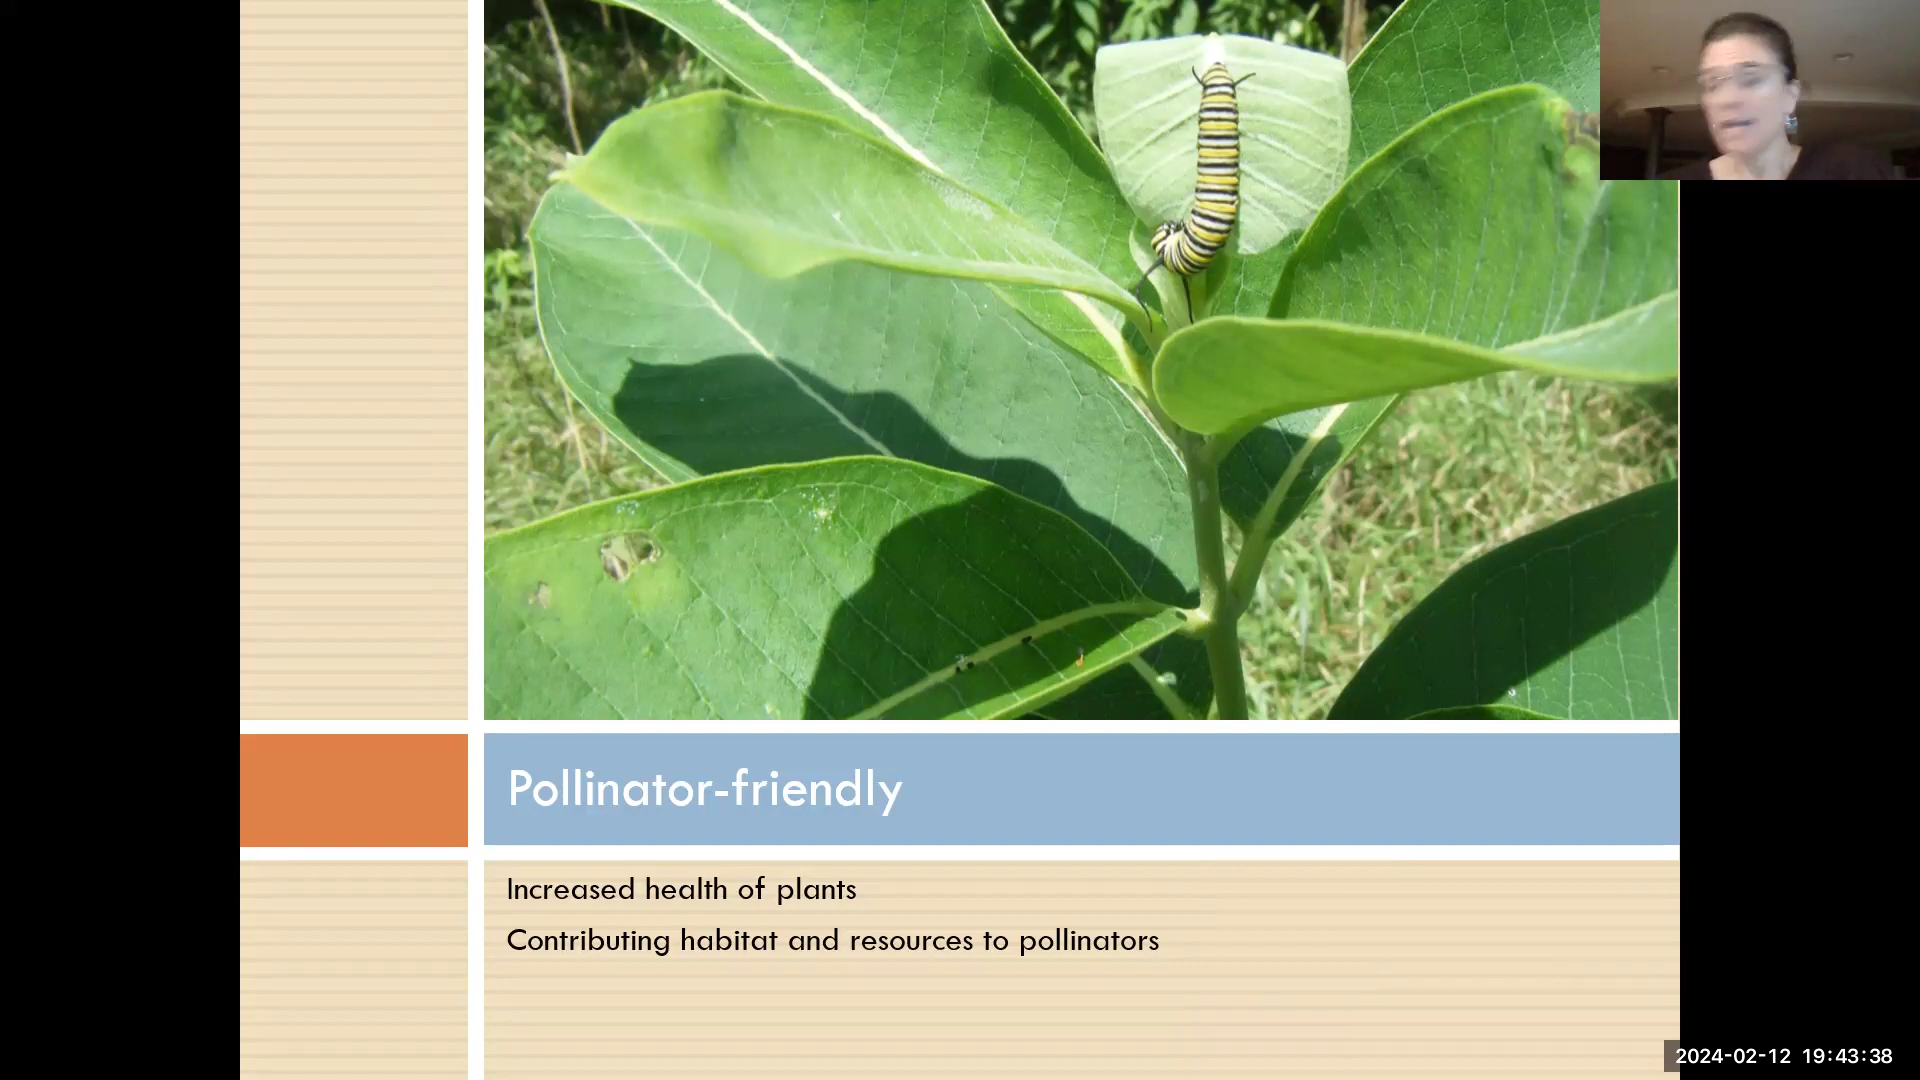 Pollinator-friendly
Increased health of plants
Contributing habitat and resources to pollinators
2024-02-12 19:43:38